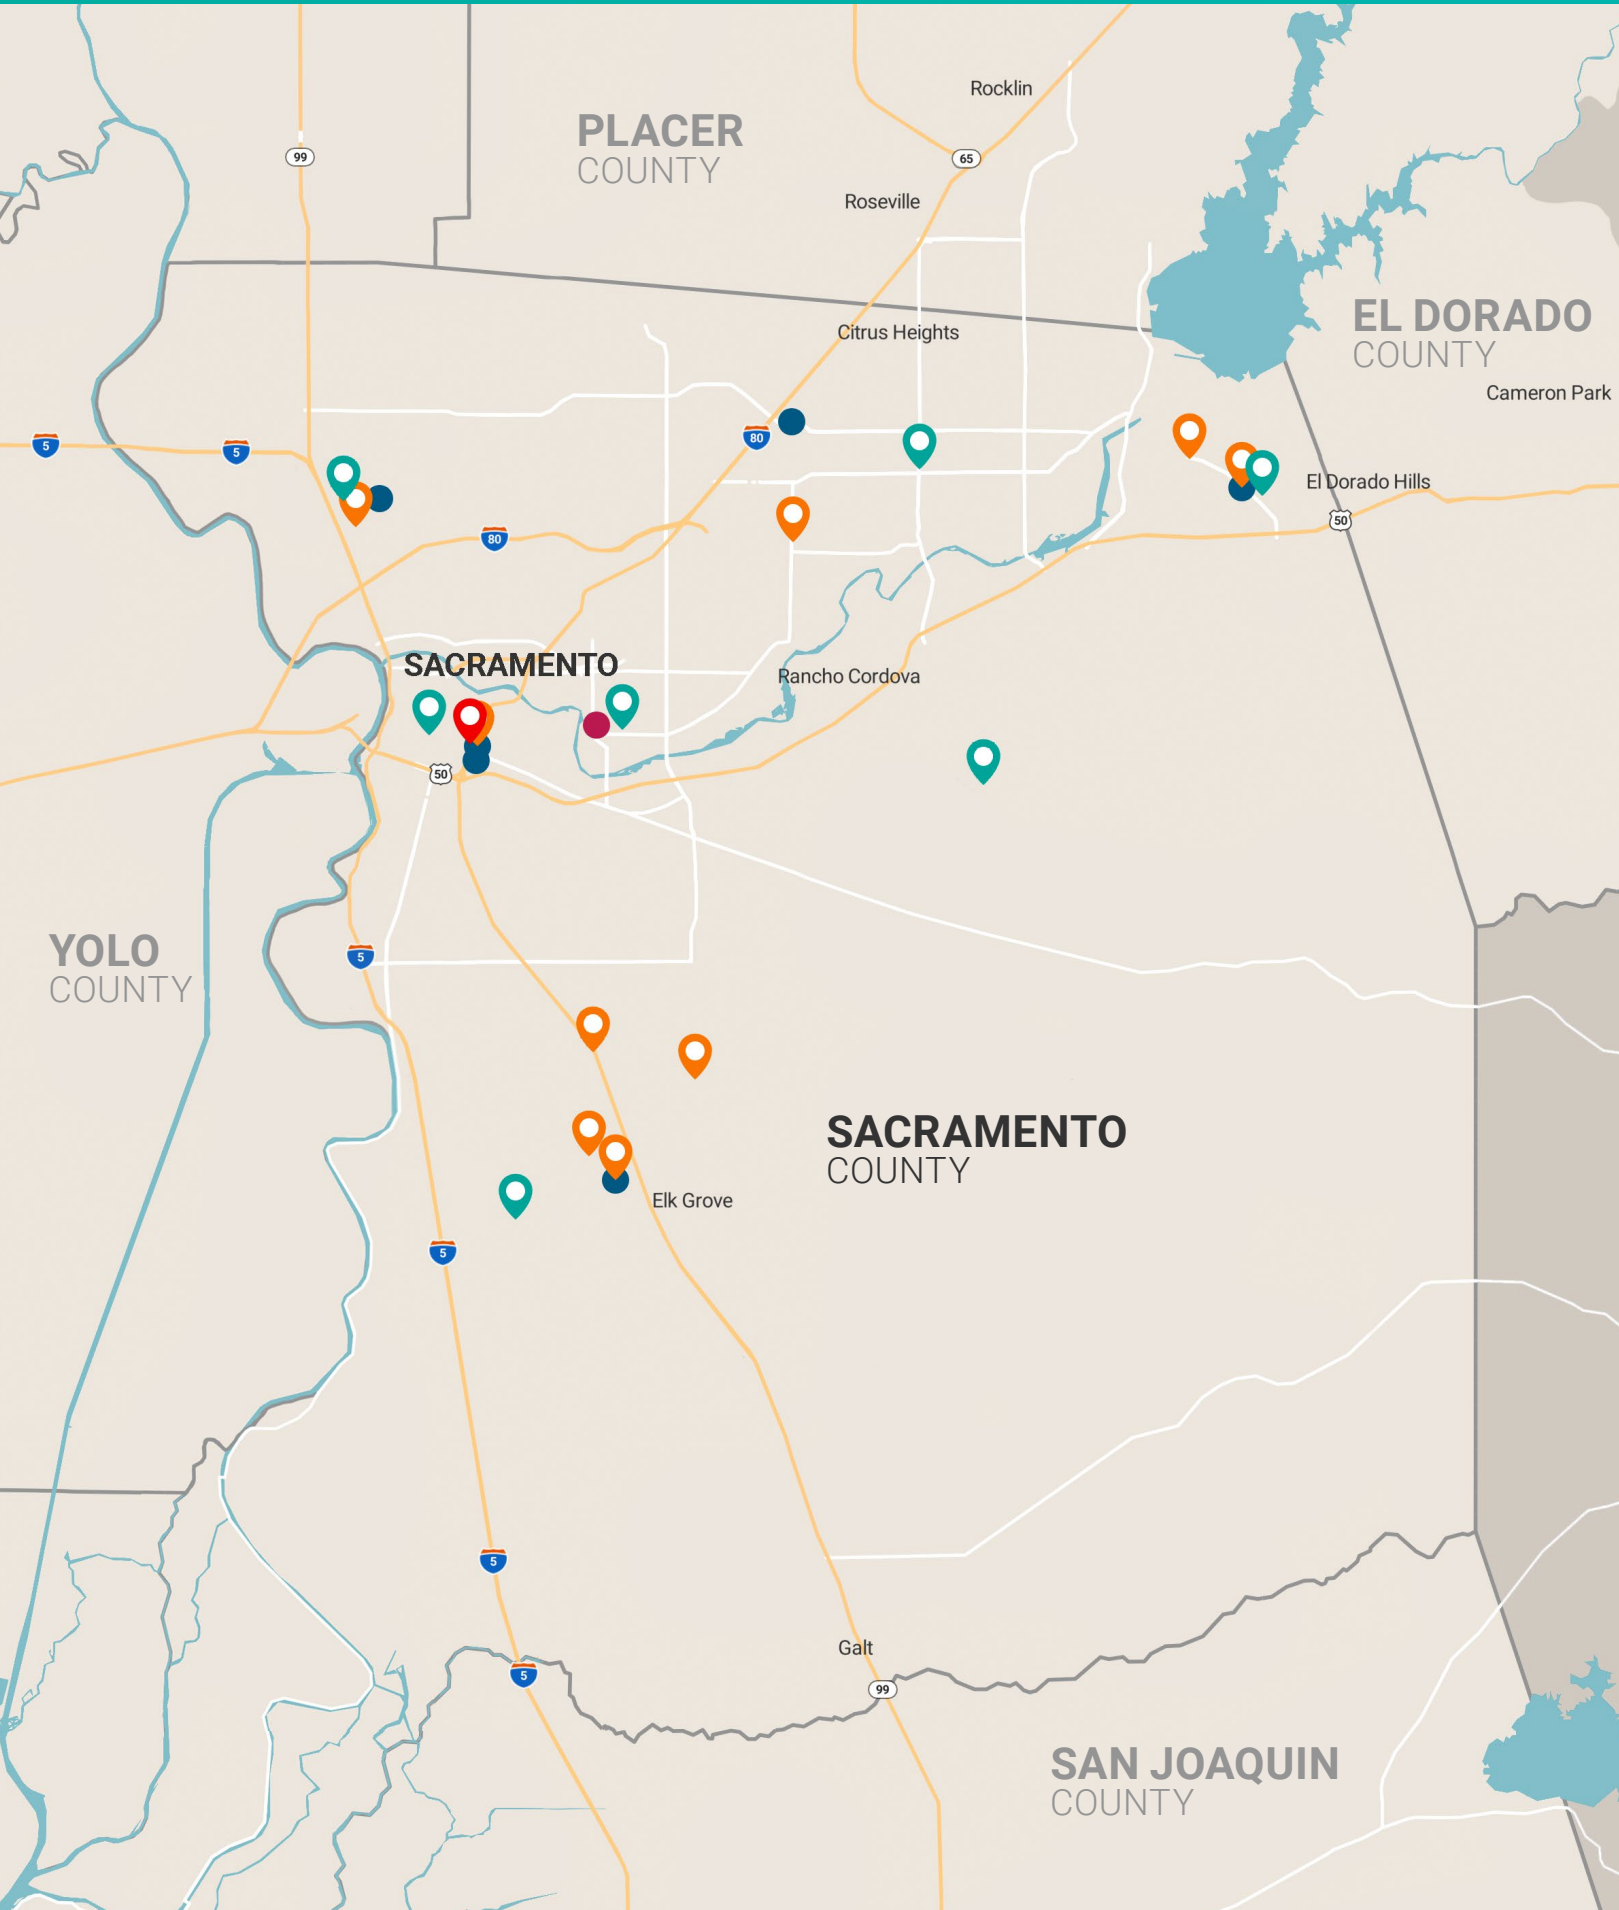 Rocklin
PLACER
COUNTY
99
65
Roseville
EL DORADO
COUNTY
Citrus Heights
Cameron Park
5
5
80
El Dorado Hills
50
80
SACRAMENTO
Rancho Cordova
50
YOLO
COUNTY
5
SACRAMENTO
COUNTY
Elk Grove
5
5
Galt
5
99
SAN JOAQUIN
COUNTY